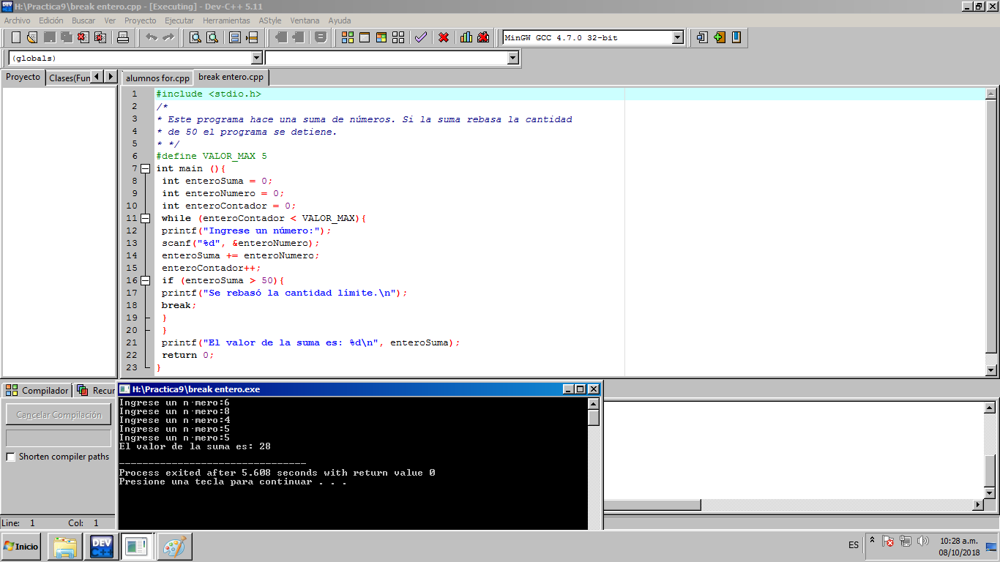 H:\Practica9\break entero.cpp - [Executing] - Dev-C++ 5.11
Archivo Edición Buscar Ver Proyecto Ejecutar Herramientas AStyle Ventana Ayuda
MinGW GCC 4.7.0 32-bit
(globals)
Proyecto Clases(Fun alumnos for.cpp break entero.cpp
1 #include <stdio.h>
2 /*
3 * Este programa hace una suma de números. Si la suma rebasa la cantidad
4 * de 50 el programa se detiene.
5 * */
6 #define VALOR_MAX 5
7 int main (){
8 int enteroSuma = 0;
9 int enteroNumero = 0;
10 int enteroContador = 0;
11 while (enteroContador < VALOR_MAX){
12 printf("Ingrese un número:");
13 scanf("%d", &enteroNumero);
14 enteroSuma += enteroNumero;
15 enteroContador++;
16 if (enteroSuma > 50){
17 printf("Se rebasó la cantidad límite.\n");
18 break;
19 }
20 }
21 printf("El valor de la suma es: %d\n", enteroSuma);
22 return 0;
23 }
Compilador Recur
Cancelar Compilación
Shorten compiler paths
Line: 1 Col: 1
H:\Practica9\break entero.exe
Ingrese un n·mero:6
Ingrese un n·mero:8
Ingrese un n·mero:4
Ingrese un n·mero:5
Ingrese un n·mero:5
El valor de la suma es: 28
--------------------------------
Process exited after 5.608 seconds with return value 0
Presione una tecla para continuar . . .
Inicio
DEV C++
ES
10:28 a.m.
08/10/2018